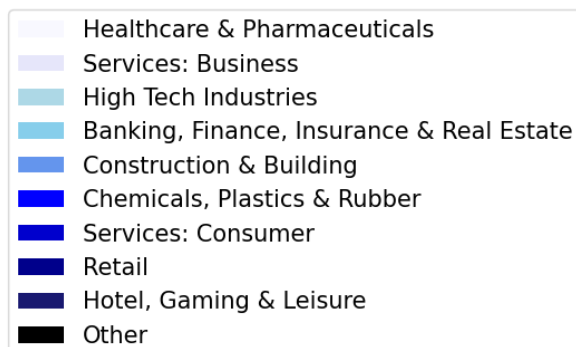 Healthcare & Pharmaceuticals
Services: Business
High Tech Industries
Banking, Finance, Insurance & Real Estate
Construction & Building
Chemicals, Plastics & Rubber
Services: Consumer
Retail
Hotel, Gaming & Leisure
Other